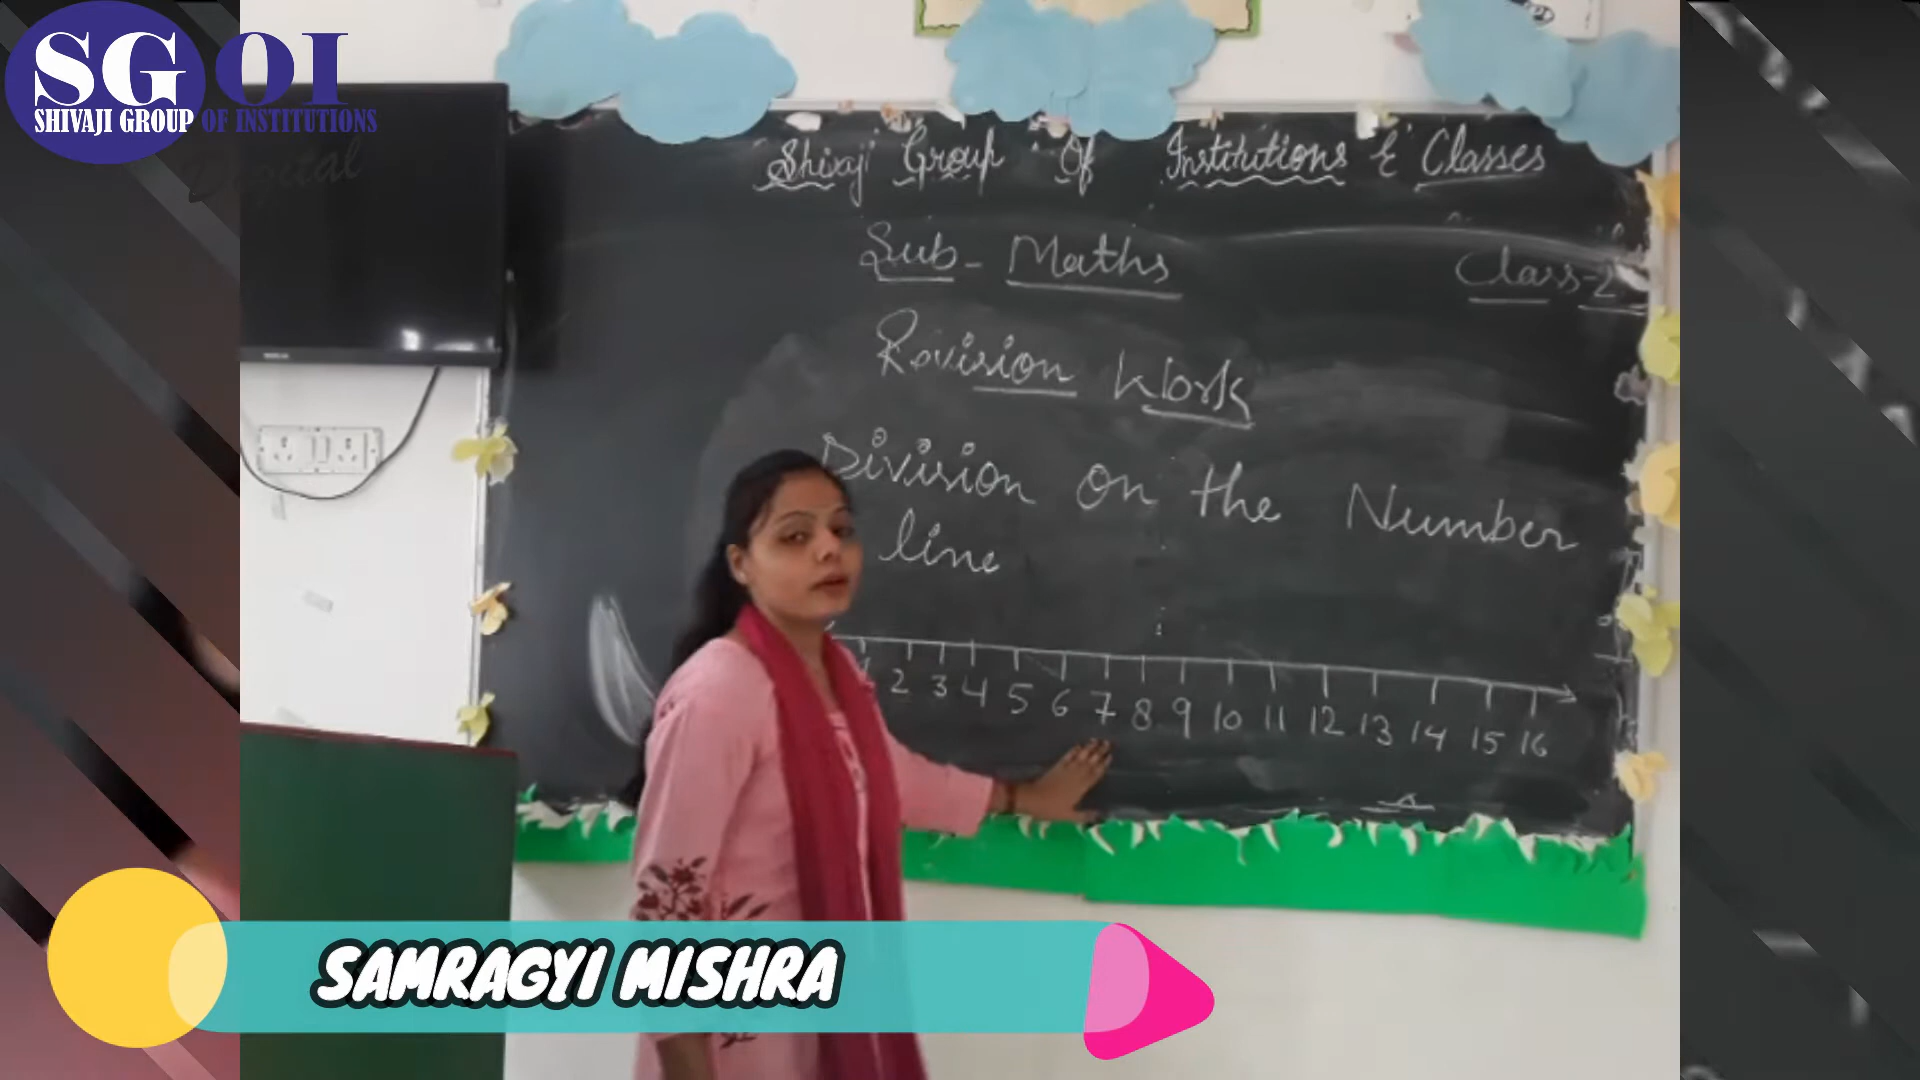 SGOI
SHIVAJI GROUP OF INSTITUTIONS
Digital
Shivaji Group Of Institutions & Classes
Sub- Maths Class-2
Revision Work
Division on the Number
line
1 2 3 4 5 6 7 8 9 10 11 12 13 14 15 16
SAMRAGYI MISHRA